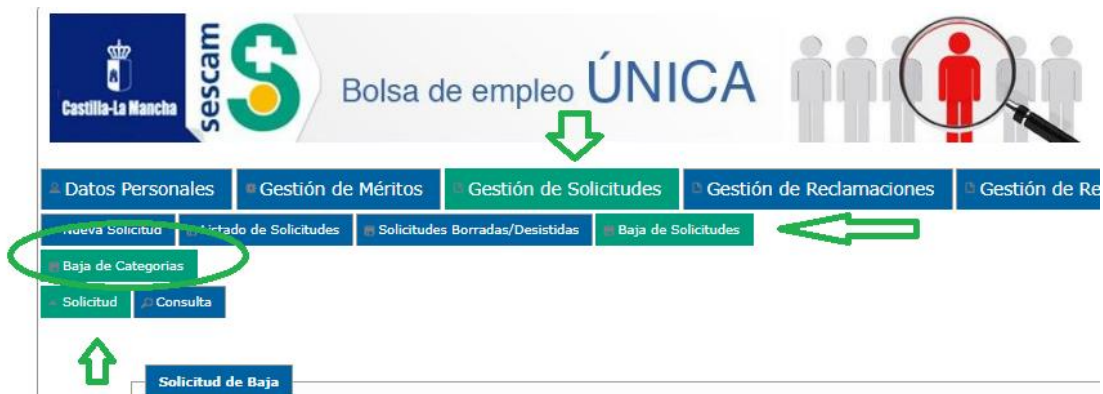 Castilla-La Mancha
sescam
Bolsa de empleo ÚNICA
Datos Personales Gestión de Méritos Gestión de Solicitudes Gestión de Reclamaciones Gestión de Re
Nueva Solicitud Listado de Solicitudes Solicitudes Borradas/Desistidas Baja de Solicitudes
Baja de Categorias
Solicitud Consulta
Solicitud de Baja